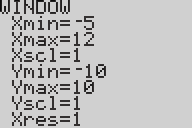 WINDOW
Xmin=-5
Xmax=12
Xscl=1
Ymin=-10
Ymax=10
Yscl=1
Xres=1